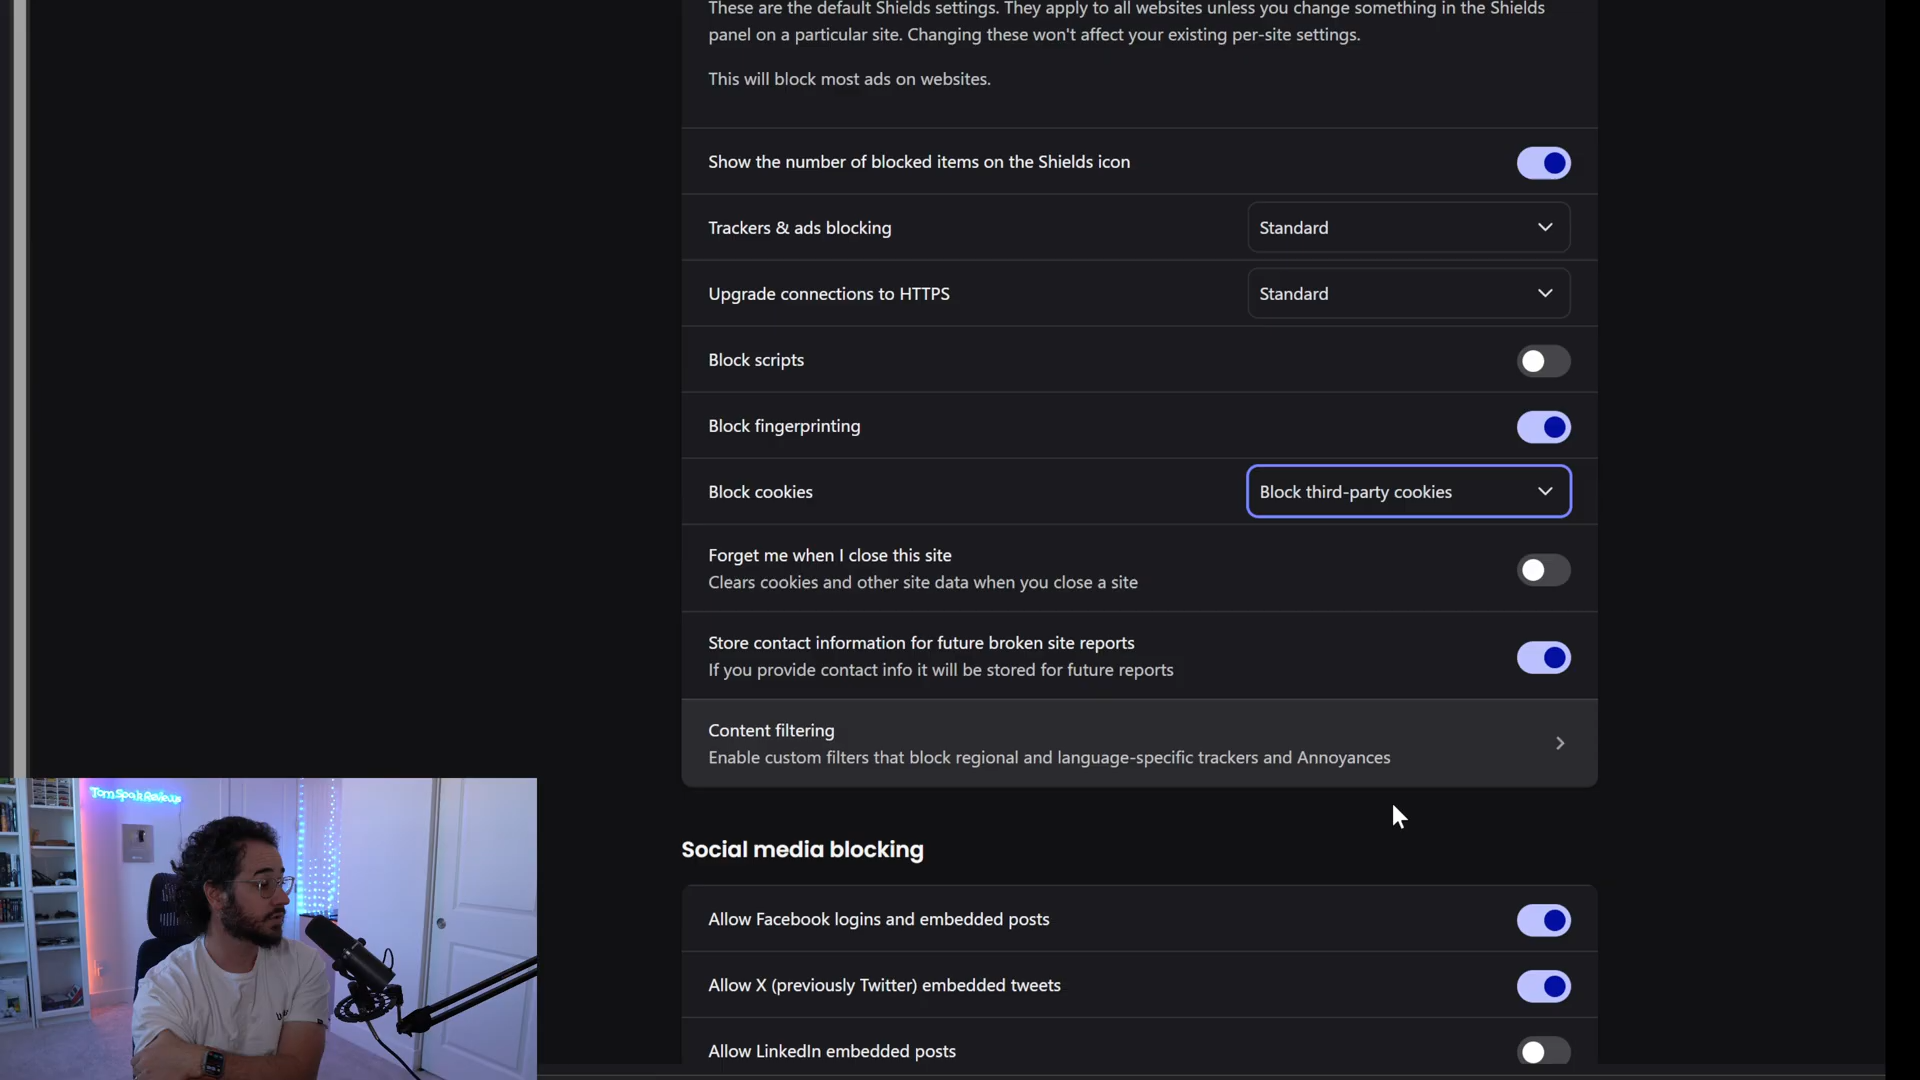 These are the default Shields settings. They apply to all websites unless you change something in the Shields
panel on a particular site. Changing these won't affect your existing per-site settings.
This will block most ads on websites.
Show the number of blocked items on the Shields icon
Trackers & ads blocking
Standard
Upgrade connections to HTTPS
Standard
Block scripts
Block fingerprinting
Block cookies
Block third-party cookies
Forget me when I close this site
Clears cookies and other site data when you close a site
Store contact information for future broken site reports
If you provide contact info it will be stored for future reports
Content filtering
Enable custom filters that block regional and language-specific trackers and Annoyances
Social media blocking
Allow Facebook logins and embedded posts
Allow X (previously Twitter) embedded tweets
Allow LinkedIn embedded posts
Tom Spark Reviews